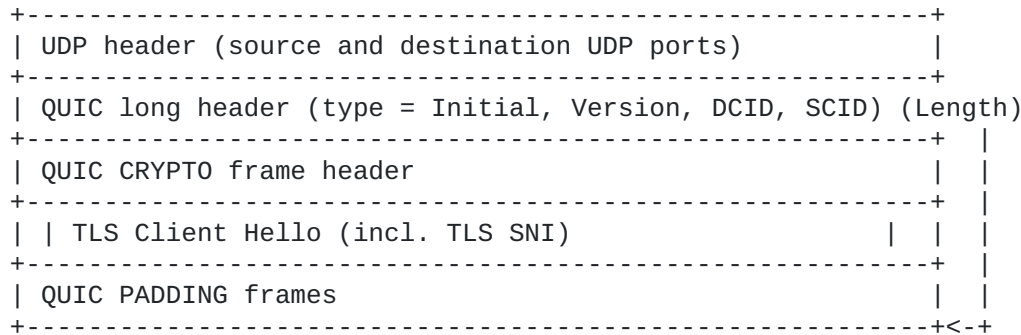 UDP header (source and destination UDP ports)
QUIC long header (type = Initial, Version, DCID, SCID) (Length)
QUIC CRYPTO frame header
TLS Client Hello (incl. TLS SNI)
QUIC PADDING frames